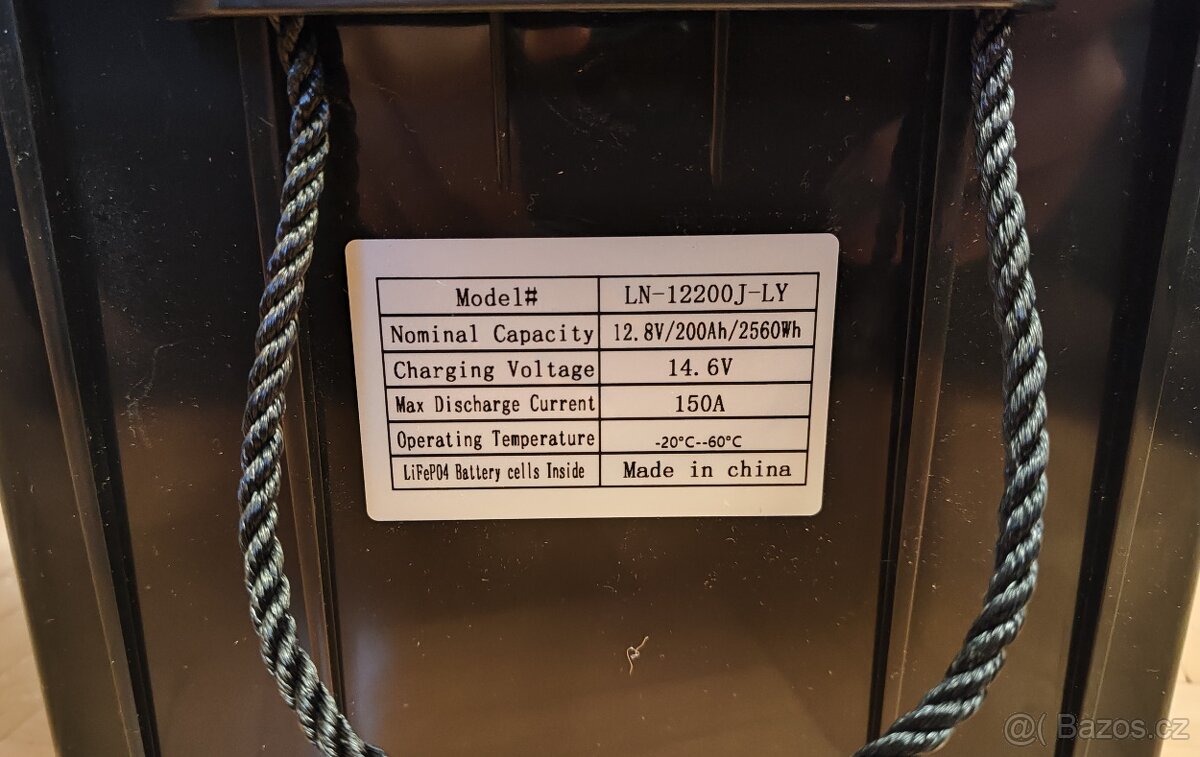 Model# LN-12200J-LY
Nominal Capacity 12.8V/200Ah/2560Wh
Charging Voltage 14.6V
Max Discharge Current 150A
Operating Temperature -20°C--60°C
LiFePO4 Battery cells Inside Made in china
@( Bazos.cz